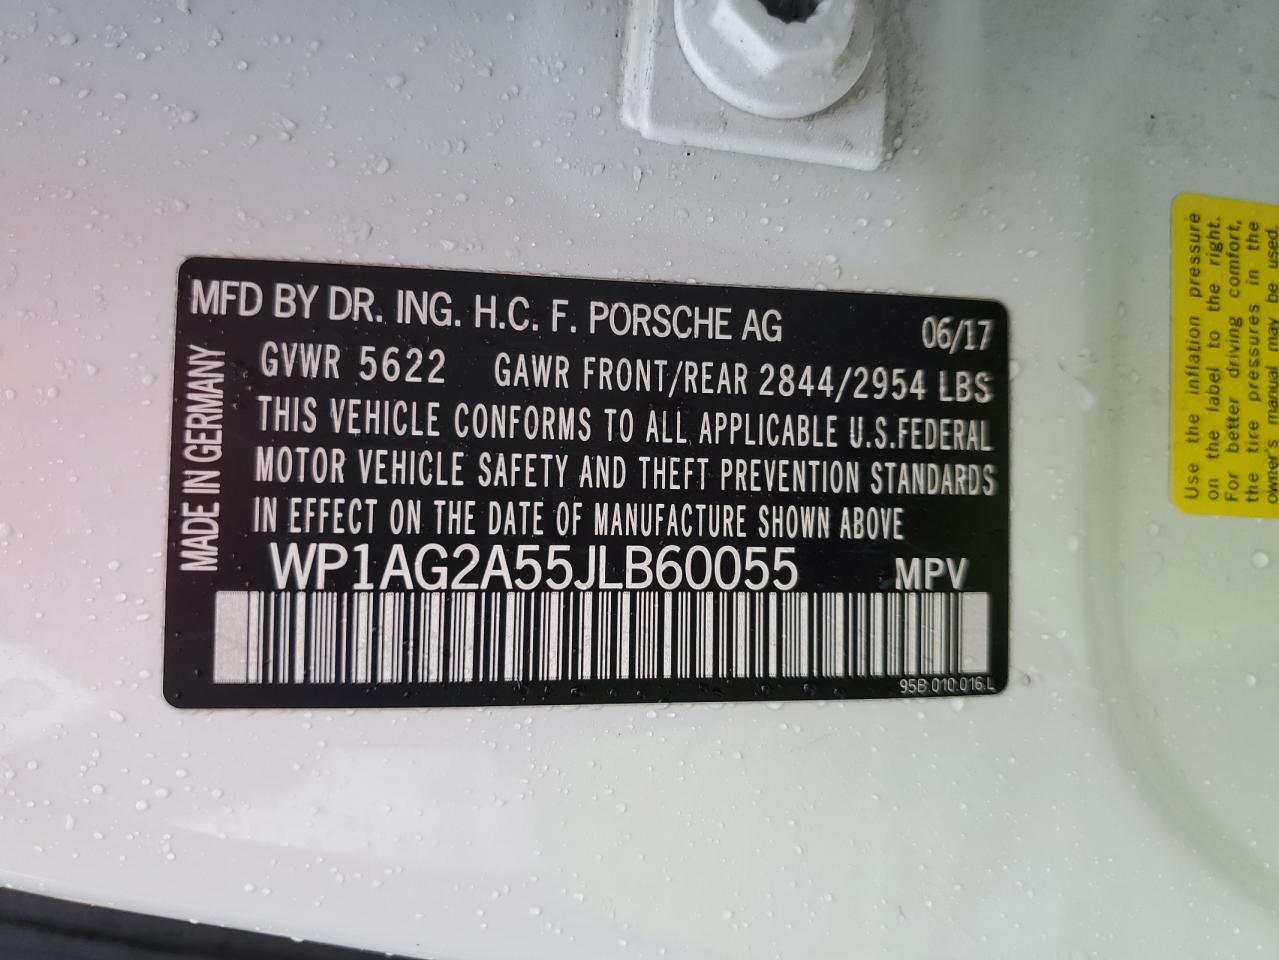 MFD BY DR. ING. H.C. F. PORSCHE AG 06/17
MADE IN GERMANY
GVWR 5622 GAWR FRONT/REAR 2844/2954 LBS
THIS VEHICLE CONFORMS TO ALL APPLICABLE U.S.FEDERAL
MOTOR VEHICLE SAFETY AND THEFT PREVENTION STANDARDS
IN EFFECT ON THE DATE OF MANUFACTURE SHOWN ABOVE
WP1AG2A55JLB60055 MPV
95B.010.016.L
Use the inflation pressure
on the label to the right.
For better driving comfort,
the tire pressures in the
owner's manual may be used.